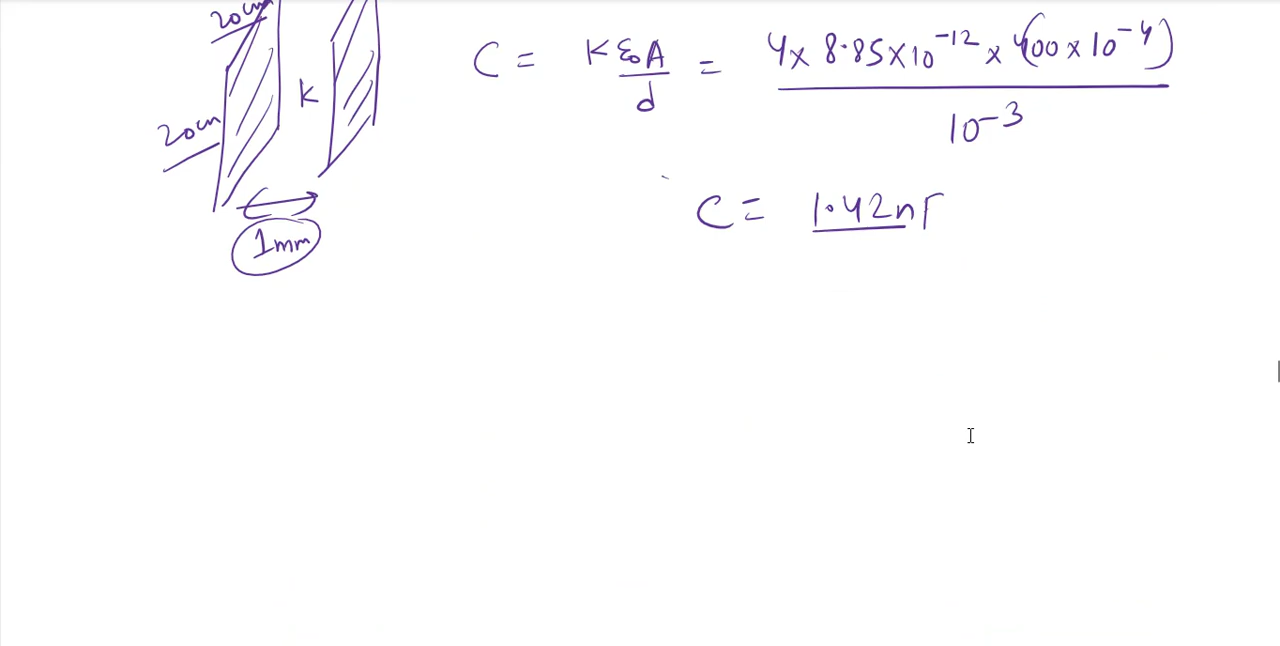 20cm
C = Kε₀A/d = 4 × 8.85 × 10⁻¹² × (400 × 10⁻⁴) / 10⁻³
K
20cm
C = 1.42nF
1mm